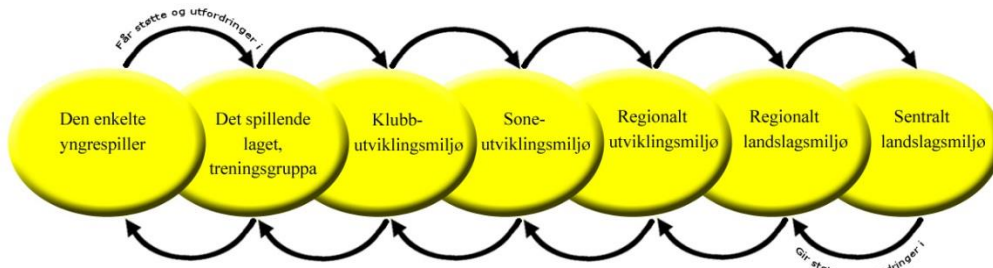 Får støtte og utfordringer i
Den enkelte
yngrespiller
Det spillende
laget,
treningsgruppa
Klubb-
utviklingsmiljø
Sone-
utviklingsmiljø
Regionalt
utviklingsmiljø
Regionalt
landslagsmiljø
Sentralt
landslagsmiljø
Gir i